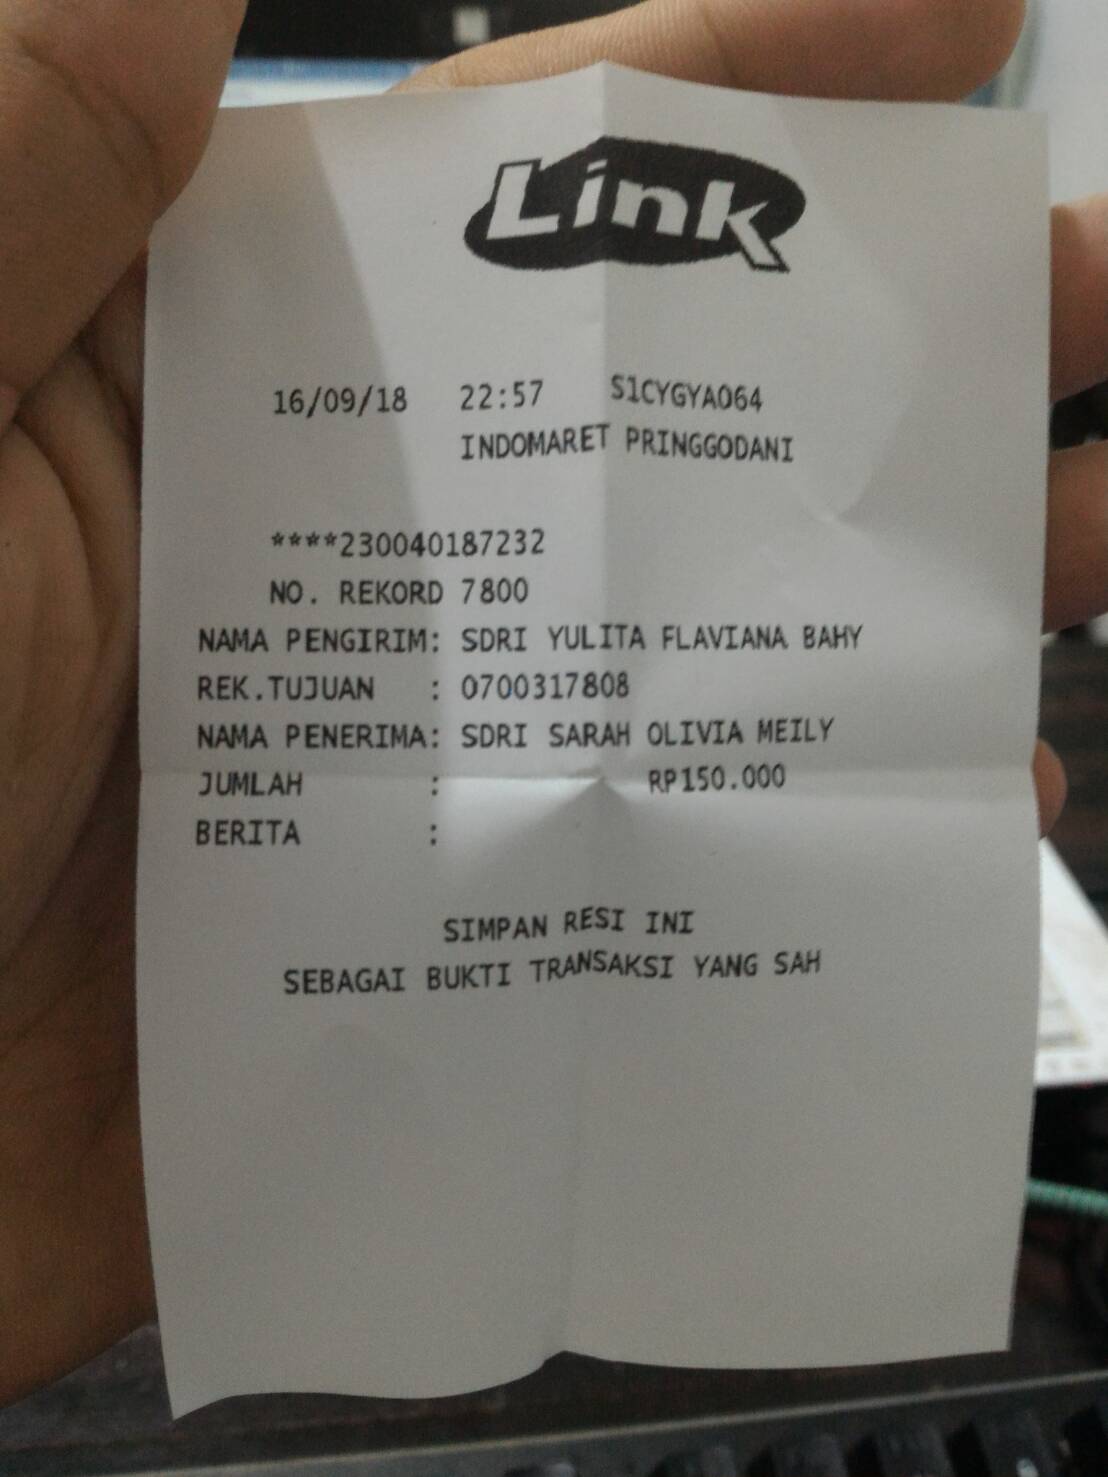 Link
16/09/18 22:57 S1CYGYA064
INDOMARET PRINGGODANI
****230040187232
NO. REKORD 7800
NAMA PENGIRIM: SDRI YULITA FLAVIANA BAHY
REK.TUJUAN : 0700317808
NAMA PENERIMA: SDRI SARAH OLIVIA MEILY
JUMLAH : RP150.000
BERITA :
SIMPAN RESI INI
SEBAGAI BUKTI TRANSAKSI YANG SAH